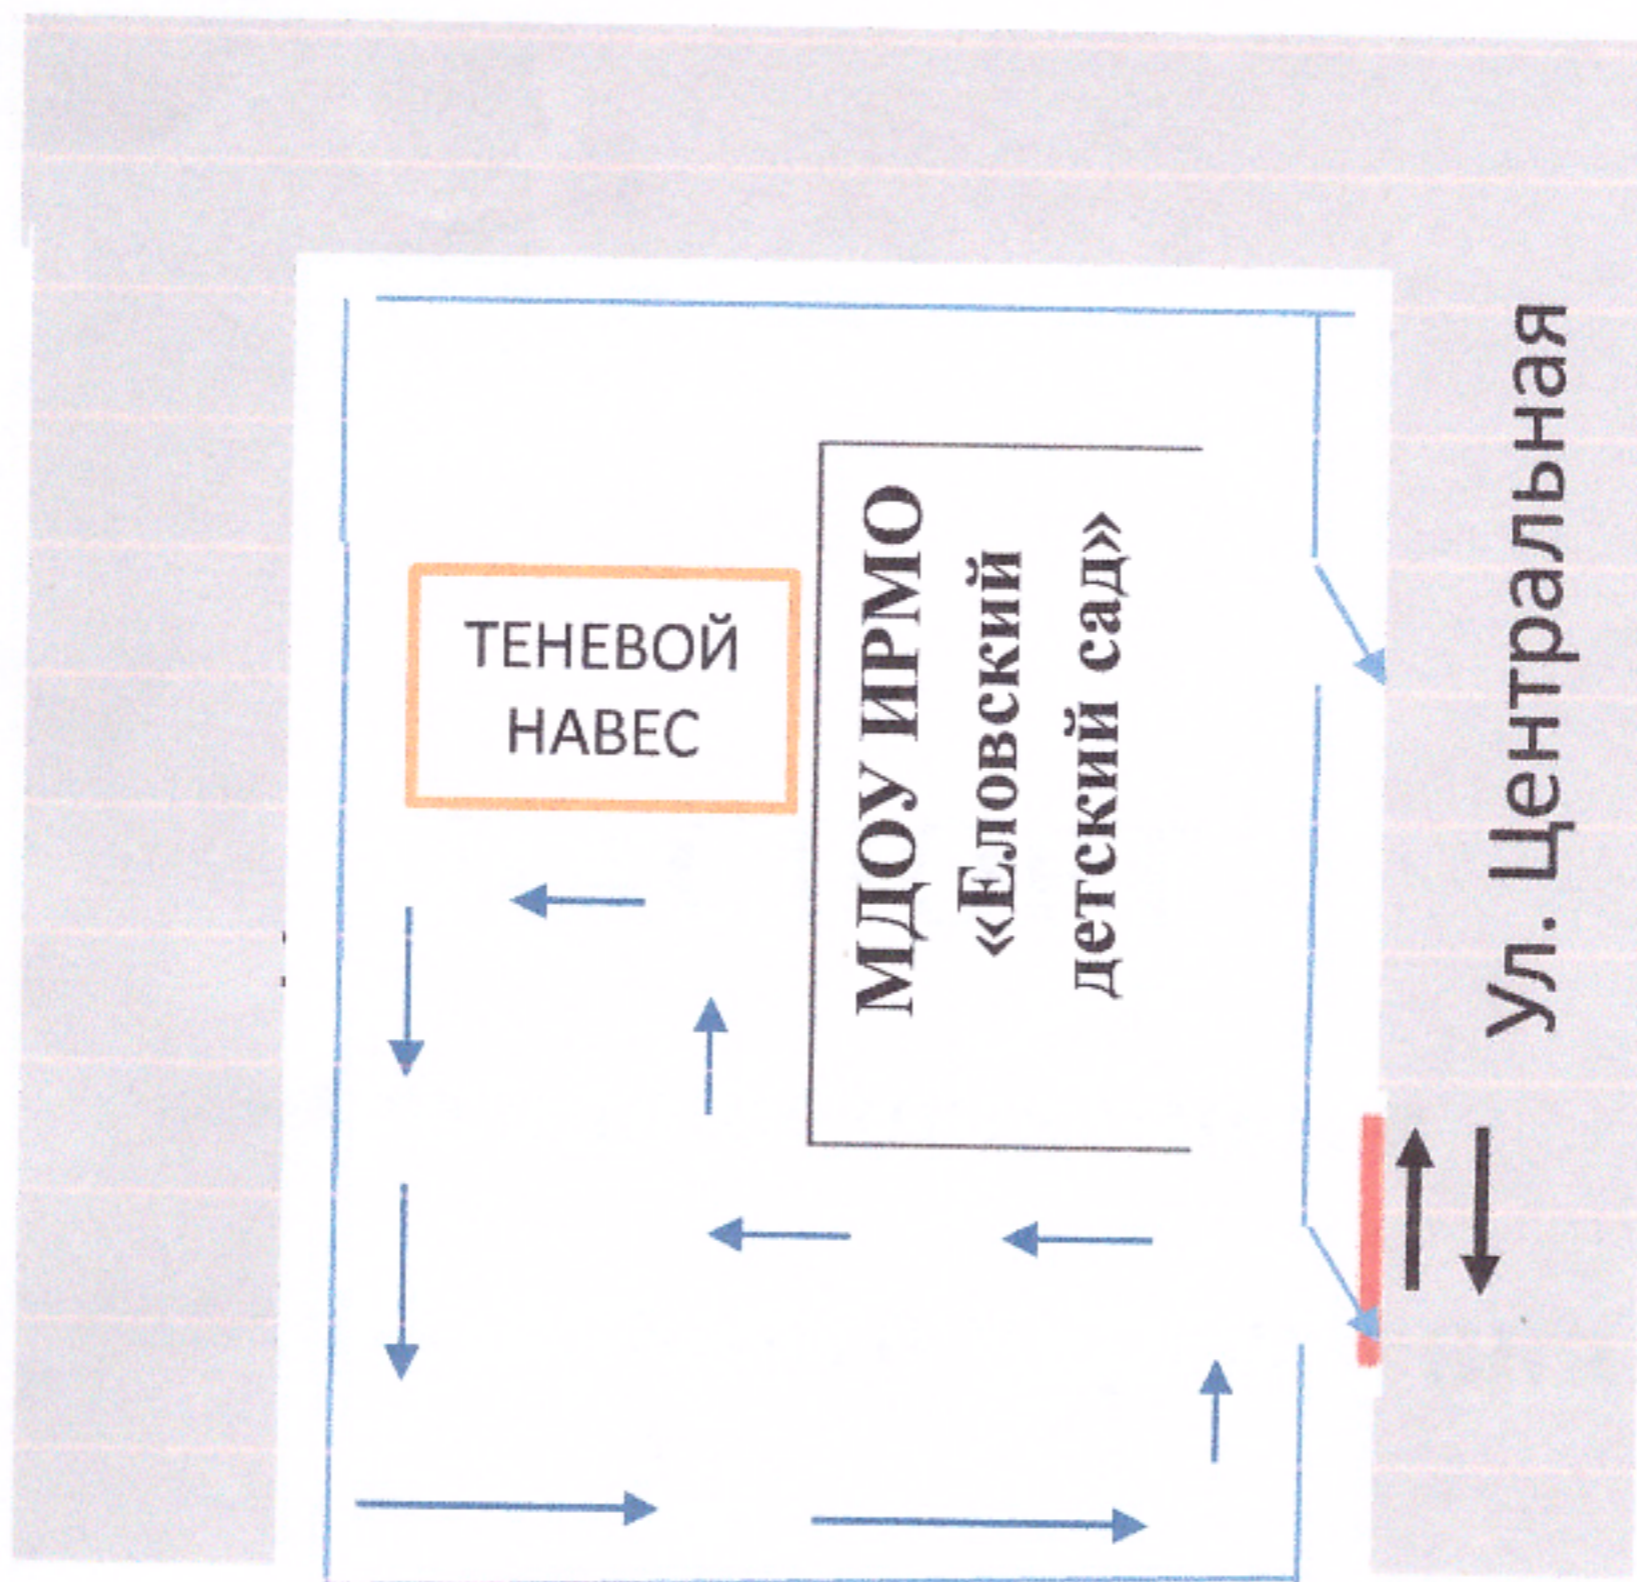 ТЕНЕВОЙ
НАВЕС
МДОУ ИРМО
«Еловский
детский сад»
ул. Центральная